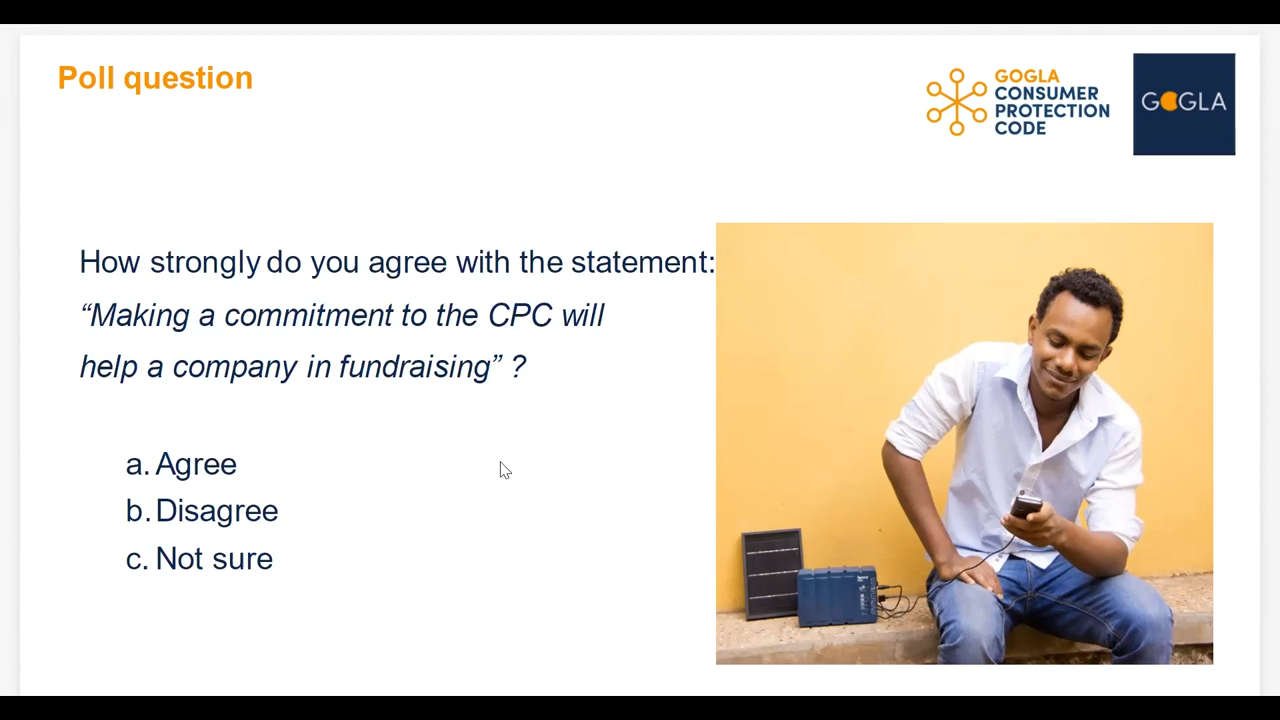 Poll question
GOGLA
CONSUMER
PROTECTION
CODE
GOGLA
How strongly do you agree with the statement:
“Making a commitment to the CPC will
help a company in fundraising” ?
a. Agree
b. Disagree
c. Not sure